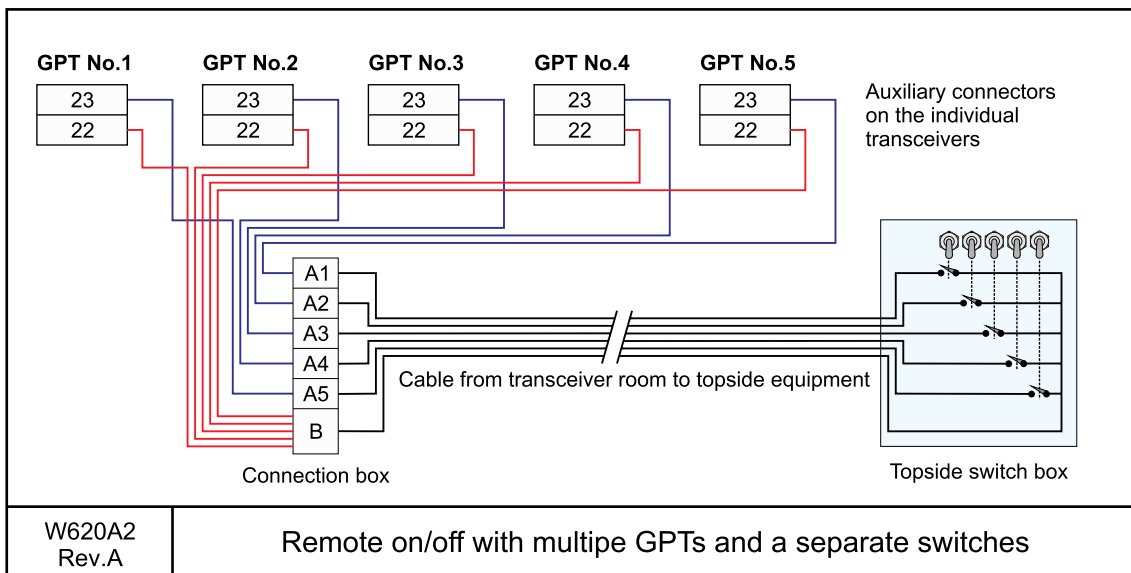 GPT No.1
GPT No.2
GPT No.3
GPT No.4
GPT No.5
23
23
23
23
23
22
22
22
22
22
Auxiliary connectors
on the individual
transceivers
A1
A2
A3
A4
A5
B
Cable from transceiver room to topside equipment
Connection box
Topside switch box
W620A2
Rev.A
Remote on/off with multipe GPTs and a separate switches